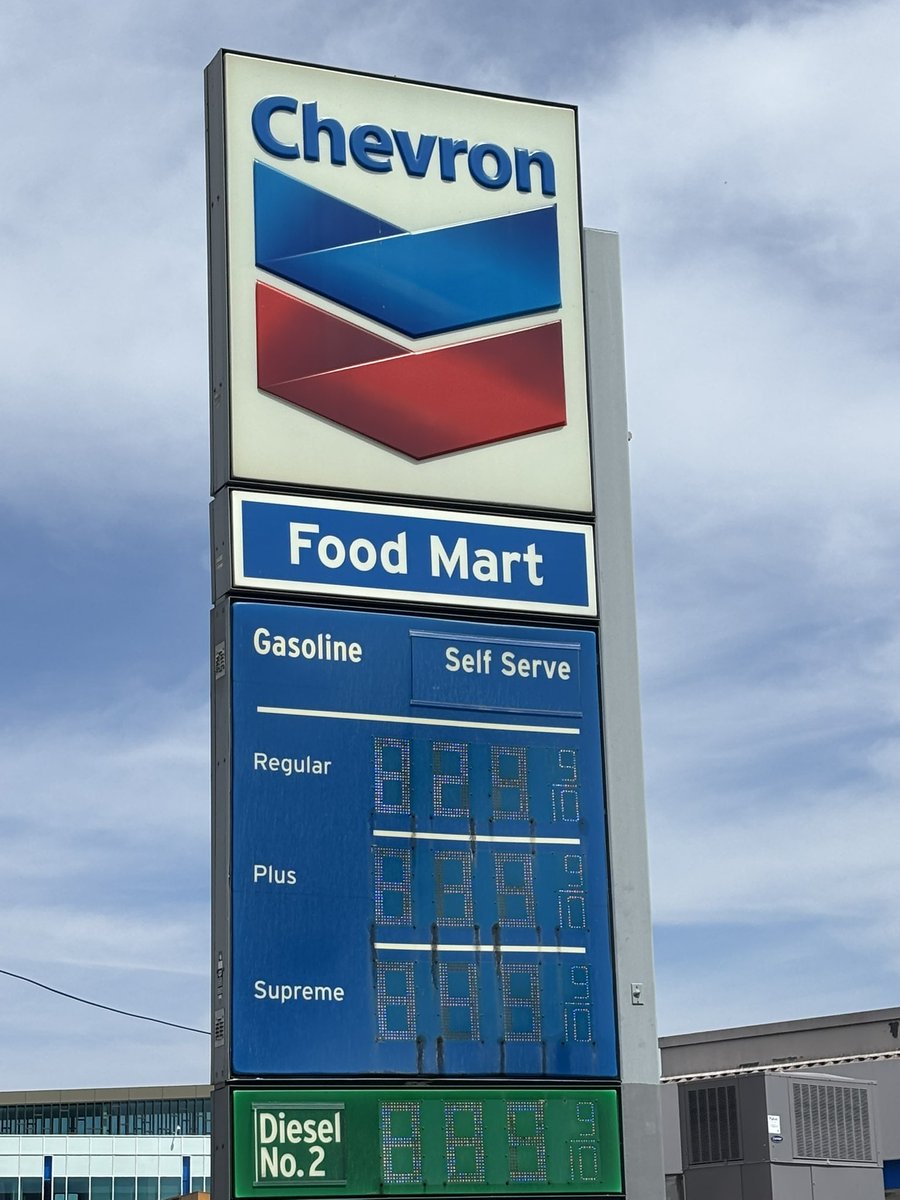 Chevron
Food Mart
Gasoline Self Serve
Regular
Plus
Supreme
Diesel
No. 2